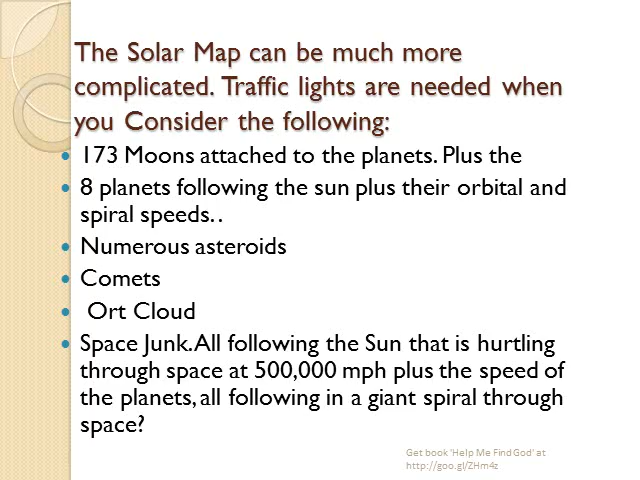 The Solar Map can be much more
complicated. Traffic lights are needed when
you Consider the following:
• 173 Moons attached to the planets. Plus the
• 8 planets following the sun plus their orbital and
spiral speeds. .
• Numerous asteroids
• Comets
• Ort Cloud
• Space Junk. All following the Sun that is hurtling
through space at 500,000 mph plus the speed of
the planets, all following in a giant spiral through
space?
Get book 'Help Me Find God' at
http://goo.gl/ZHm4z